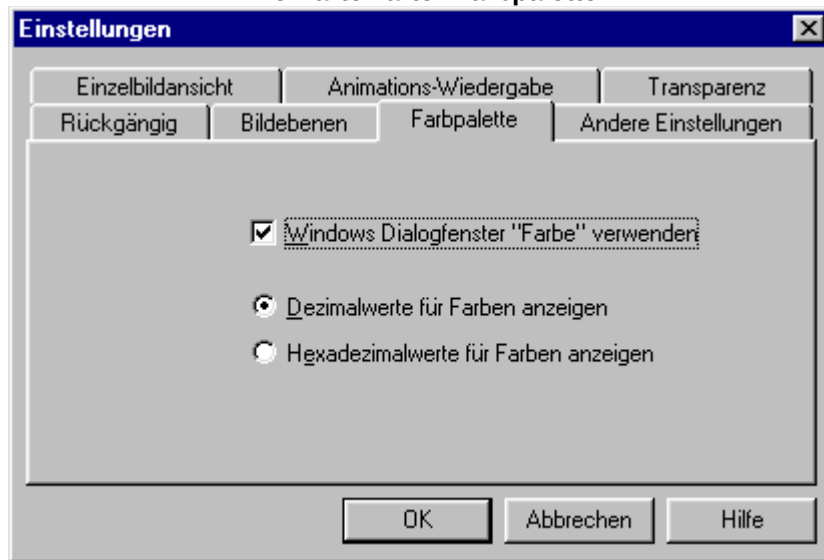 Einstellungen
Einzelbildansicht Animations-Wiedergabe Transparenz
Rückgängig Bildebenen Farbpalette Andere Einstellungen
Windows Dialogfenster "Farbe" verwenden
Dezimalwerte für Farben anzeigen
Hexadezimalwerte für Farben anzeigen
OK Abbrechen Hilfe